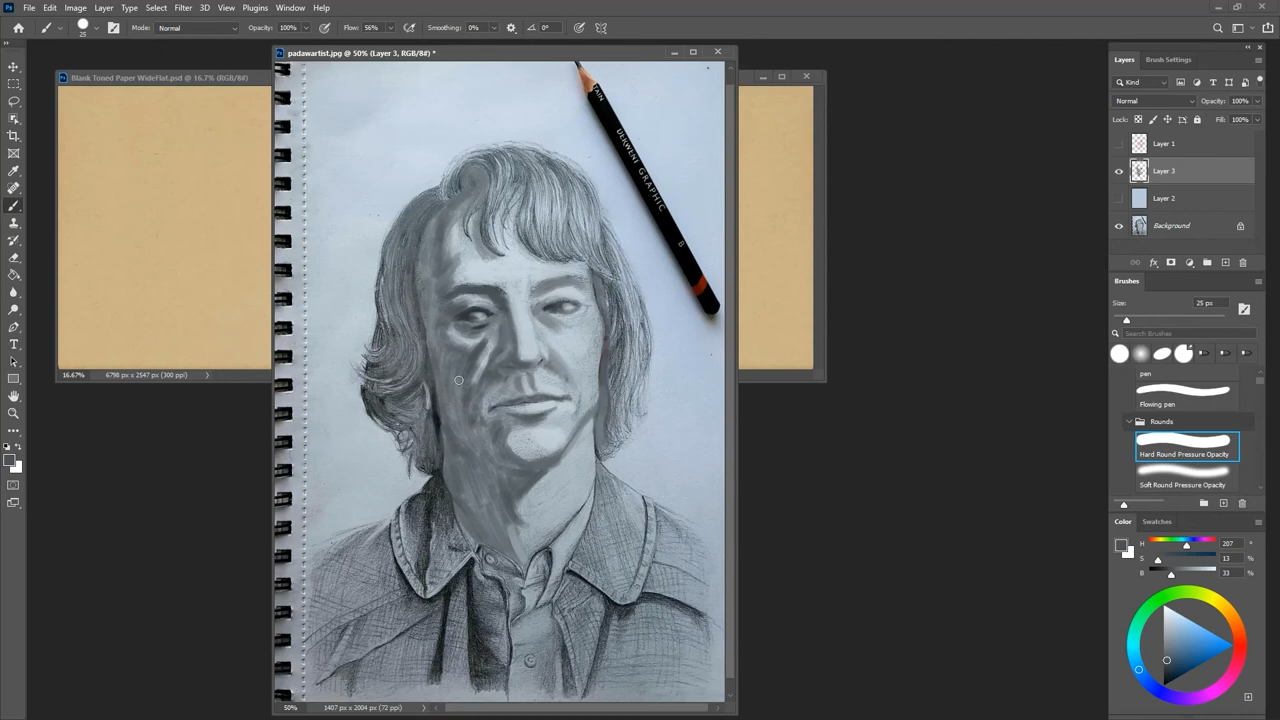 File Edit Image Layer Type Select Filter 3D View Plugins Window Help
25 Mode: Normal Opacity: 100% Flow: 56% Smoothing: 0% 0°
padawartist.jpg @ 50% (Layer 3, RGB/8#) *
Blank Toned Paper WideFlat.psd @ 16.7% (RGB/8#)
DERWENT GRAPHIC B
16.67% 6798 px x 2547 px (300 ppi)
50% 1407 px x 2004 px (72 ppi)
Layers Brush Settings
Kind
Normal Opacity: 100%
Lock: Fill: 100%
Layer 1
Layer 3
Layer 2
Background
Brushes
Size: 25 px
Search Brushes
pen
Flowing pen
Rounds
Hard Round Pressure Opacity
Soft Round Pressure Opacity
Color Swatches
H 207 °
S 13 %
B 33 %